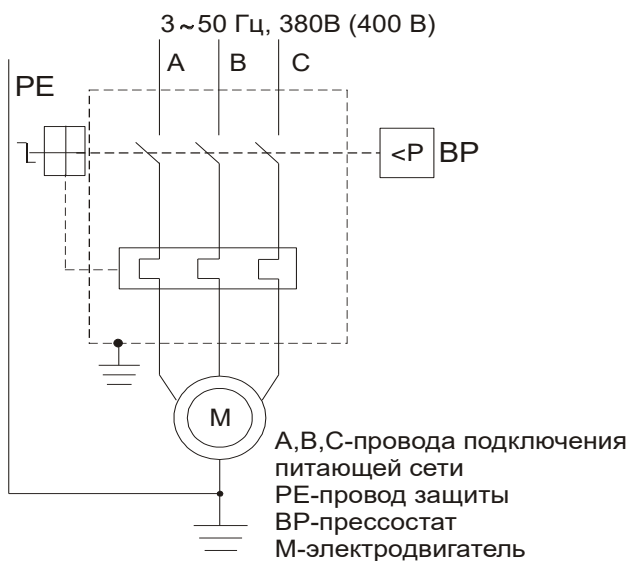 3~50 Гц, 380В (400 В)
A B C
PE
<P BP
M
A,B,C-провода подключения
питающей сети
PE-провод защиты
BP-прессостат
M-электродвигатель